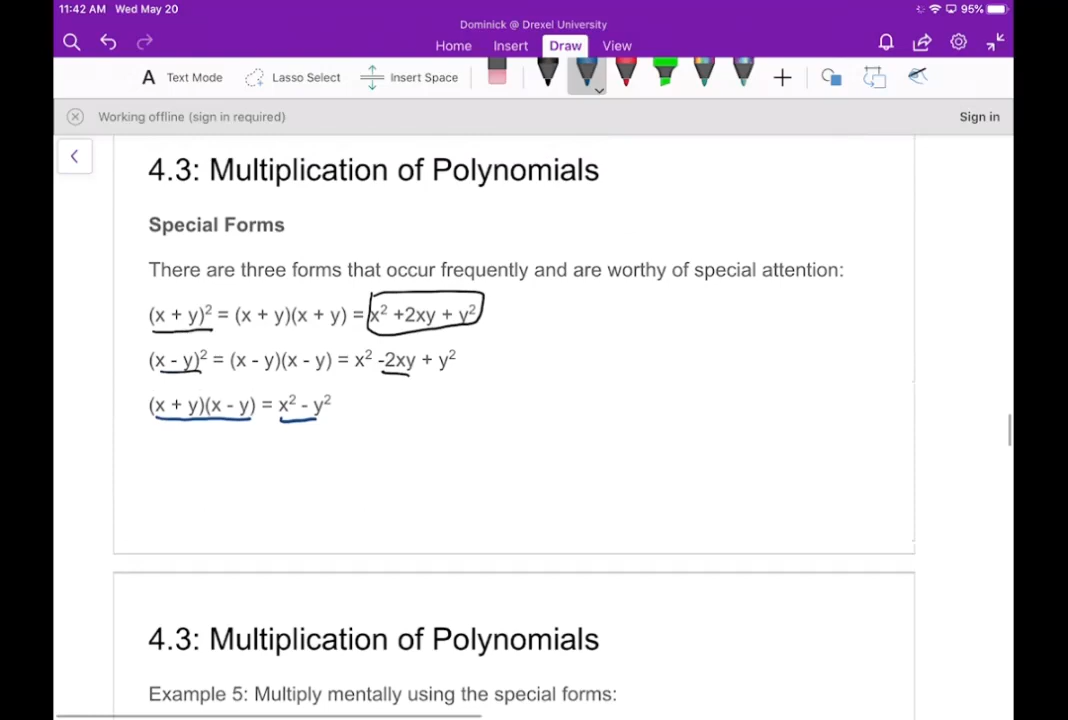 11:42 AM Wed May 20
95%
Dominick @ Drexel University
Home Insert Draw View
A Text Mode Lasso Select Insert Space
Working offline (sign in required) Sign in
4.3: Multiplication of Polynomials
Special Forms
There are three forms that occur frequently and are worthy of special attention:
(x + y)² = (x + y)(x + y) = x² +2xy + y²
(x - y)² = (x - y)(x - y) = x² -2xy + y²
(x + y)(x - y) = x² - y²
4.3: Multiplication of Polynomials
Example 5: Multiply mentally using the special forms: